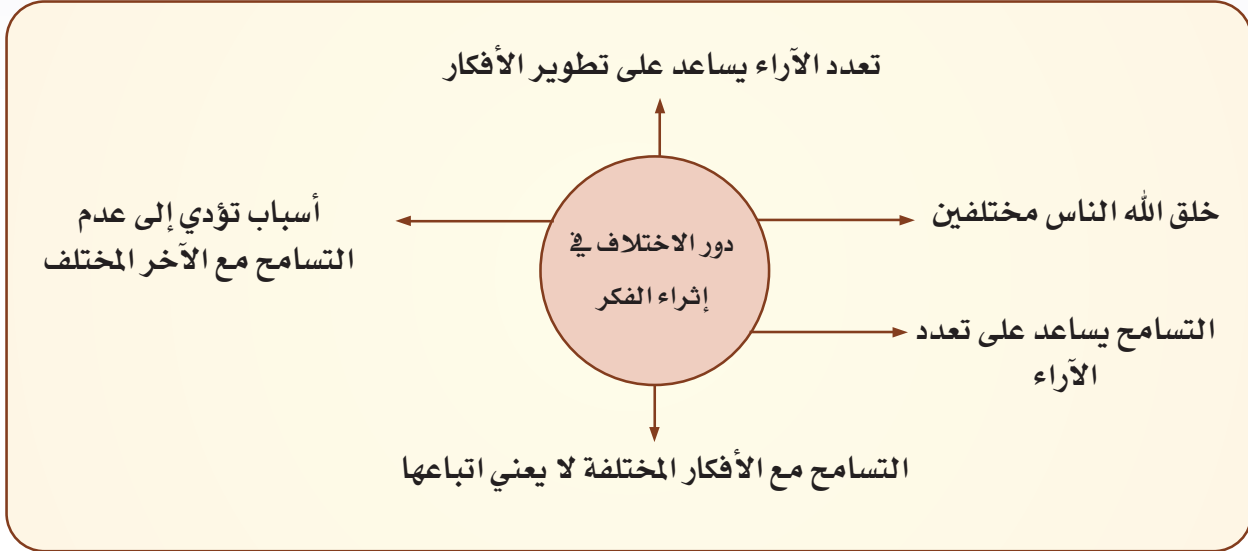 تعدد الآراء يساعد على تطوير الأفكار
خلق الله الناس مختلفين
أسباب تؤدي إلى عدم
التسامح مع الآخر المختلف
دور الاختلاف في
إثراء الفكر
التسامح يساعد على تعدد
الآراء
التسامح مع الأفكار المختلفة لا يعني اتباعها